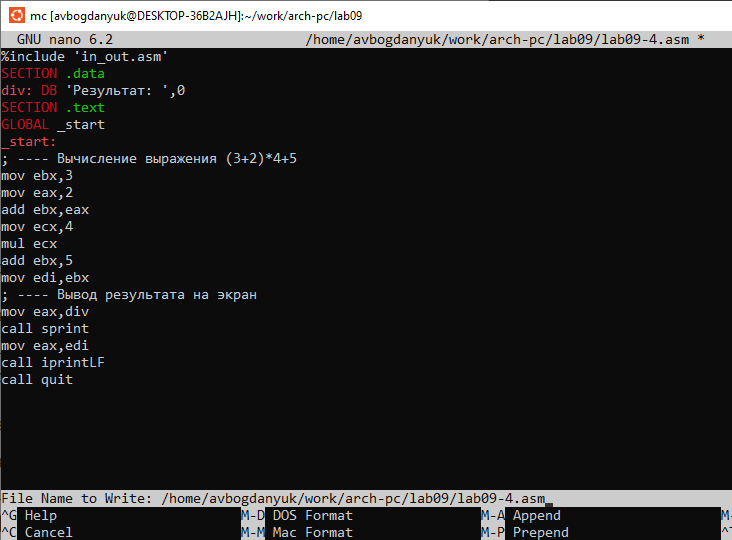 mc [avbogdanyuk@DESKTOP-36B2AJH]:~/work/arch-pc/lab09
GNU nano 6.2 /home/avbogdanyuk/work/arch-pc/lab09/lab09-4.asm *
%include 'in_out.asm'
SECTION .data
div: DB 'Результат: ',0
SECTION .text
GLOBAL _start
_start:
; ---- Вычисление выражения (3+2)*4+5
mov ebx,3
mov eax,2
add ebx,eax
mov ecx,4
mul ecx
add ebx,5
mov edi,ebx
; ---- Вывод результата на экран
mov eax,div
call sprint
mov eax,edi
call iprintLF
call quit
File Name to Write: /home/avbogdanyuk/work/arch-pc/lab09/lab09-4.asm
^G Help M-D DOS Format M-A Append M-
^C Cancel M-M Mac Format M-P Prepend ^T